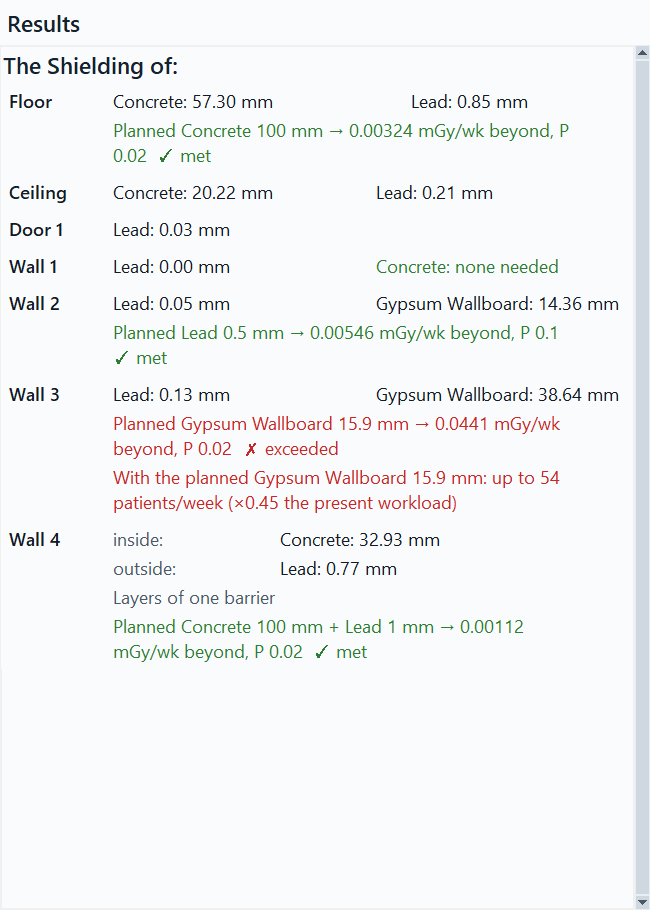 Results
The Shielding of:
Floor Concrete: 57.30 mm Lead: 0.85 mm
Planned Concrete 100 mm → 0.00324 mGy/wk beyond, P
0.02 ✓ met
Ceiling Concrete: 20.22 mm Lead: 0.21 mm
Door 1 Lead: 0.03 mm
Wall 1 Lead: 0.00 mm Concrete: none needed
Wall 2 Lead: 0.05 mm Gypsum Wallboard: 14.36 mm
Planned Lead 0.5 mm → 0.00546 mGy/wk beyond, P 0.1
✓ met
Wall 3 Lead: 0.13 mm Gypsum Wallboard: 38.64 mm
Planned Gypsum Wallboard 15.9 mm → 0.0441 mGy/wk
beyond, P 0.02 ✗ exceeded
With the planned Gypsum Wallboard 15.9 mm: up to 54
patients/week (×0.45 the present workload)
Wall 4 inside: Concrete: 32.93 mm
outside: Lead: 0.77 mm
Layers of one barrier
Planned Concrete 100 mm + Lead 1 mm → 0.00112
mGy/wk beyond, P 0.02 ✓ met